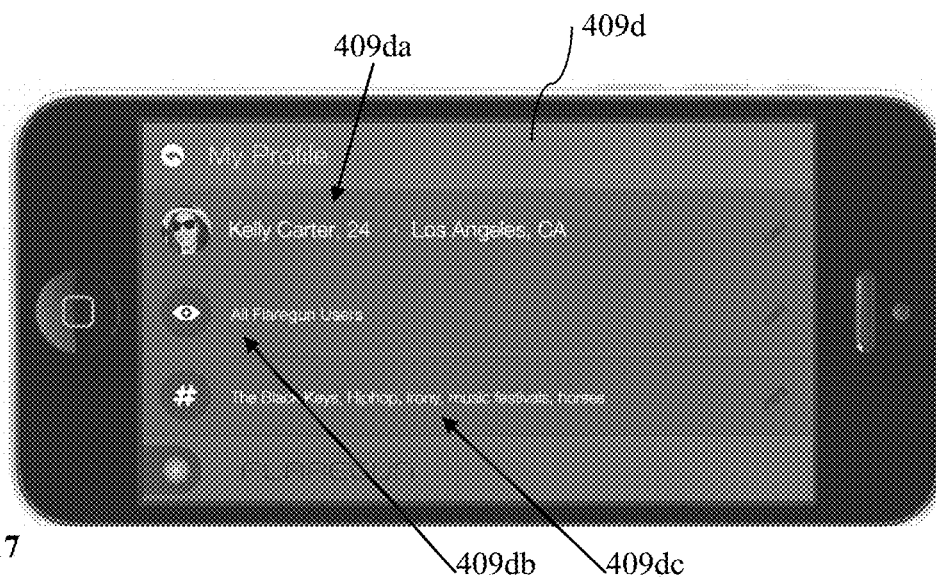 409d
409da
My Profile
Kelly Carter, 24 Los Angeles, CA
All Flaregun Users
# The Black Keys, Hiphop, irony, music festivals, horses
409db 409dc